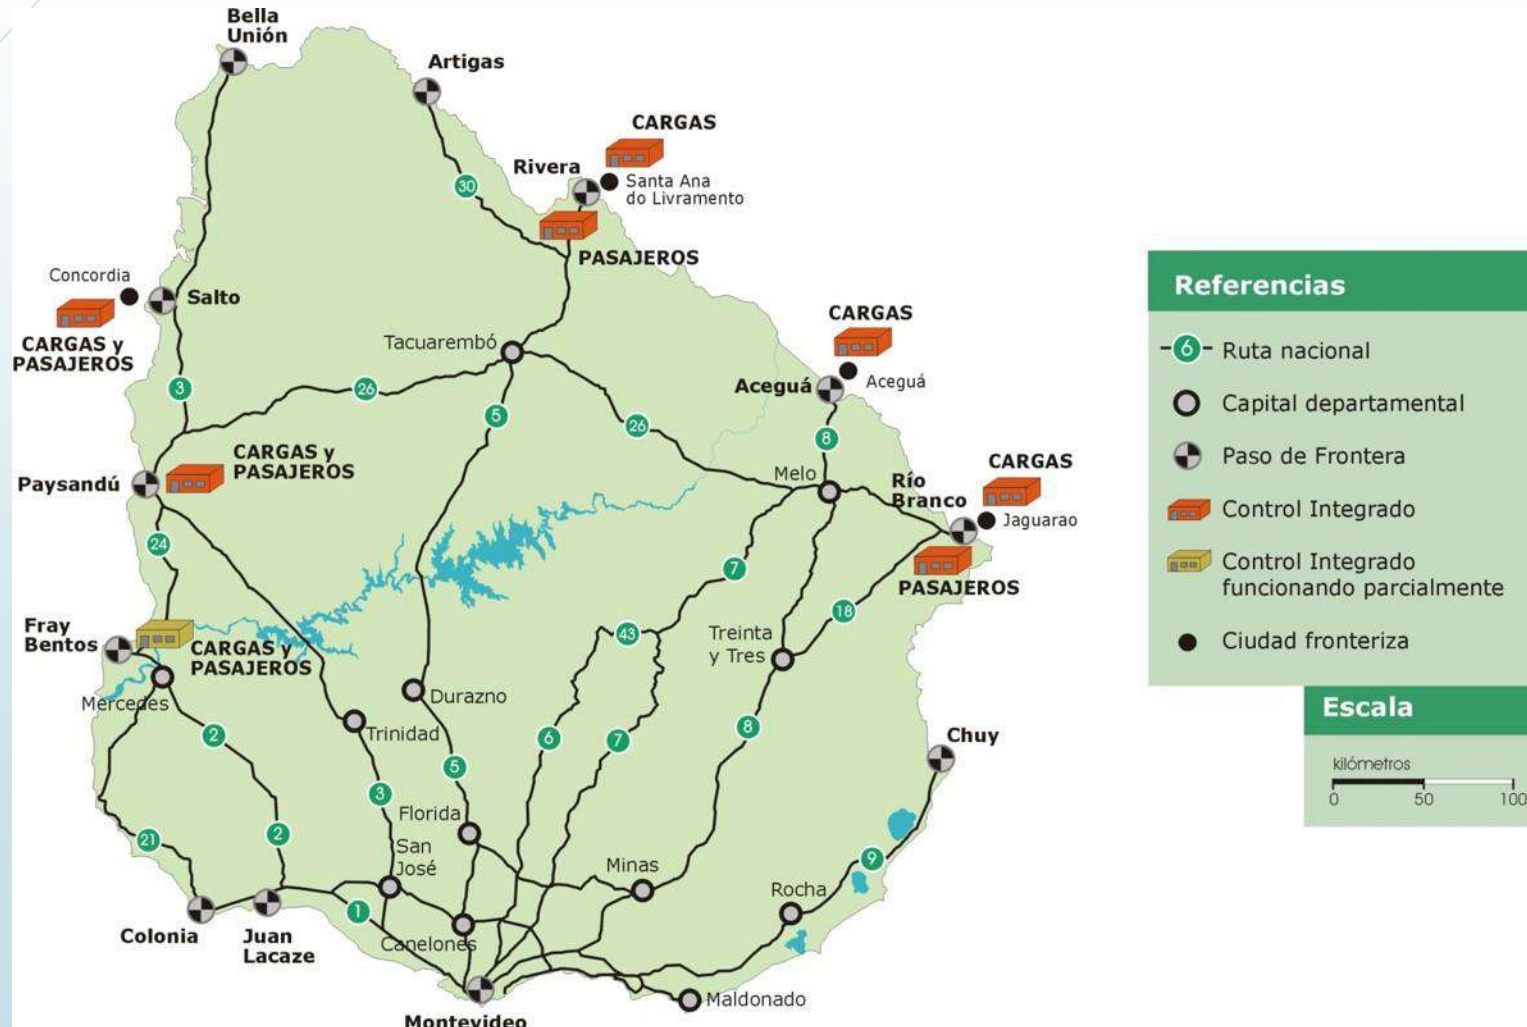 Bella
Unión
Artigas
CARGAS
Rivera
Santa Ana
do Livramento
30
PASAJEROS
Concordia
Salto
CARGAS y
PASAJEROS
CARGAS
Tacuarembó
Aceguá
Aceguá
3
26
5
26
8
CARGAS y
PASAJEROS
Paysandú
Melo
Río
Branco
CARGAS
Jaguarao
PASAJEROS
24
7
18
Fray
Bentos
CARGAS y
PASAJEROS
43
Treinta
y Tres
Mercedes
Durazno
Trinidad
2
6
7
8
Chuy
5
3
Florida
21
2
San
José
Minas
9
Rocha
1
Colonia
Juan
Lacaze
Canelones
Maldonado
Montevideo
Referencias
6 Ruta nacional
Capital departamental
Paso de Frontera
Control Integrado
Control Integrado
funcionando parcialmente
Ciudad fronteriza
Escala
kilómetros
0 50 100